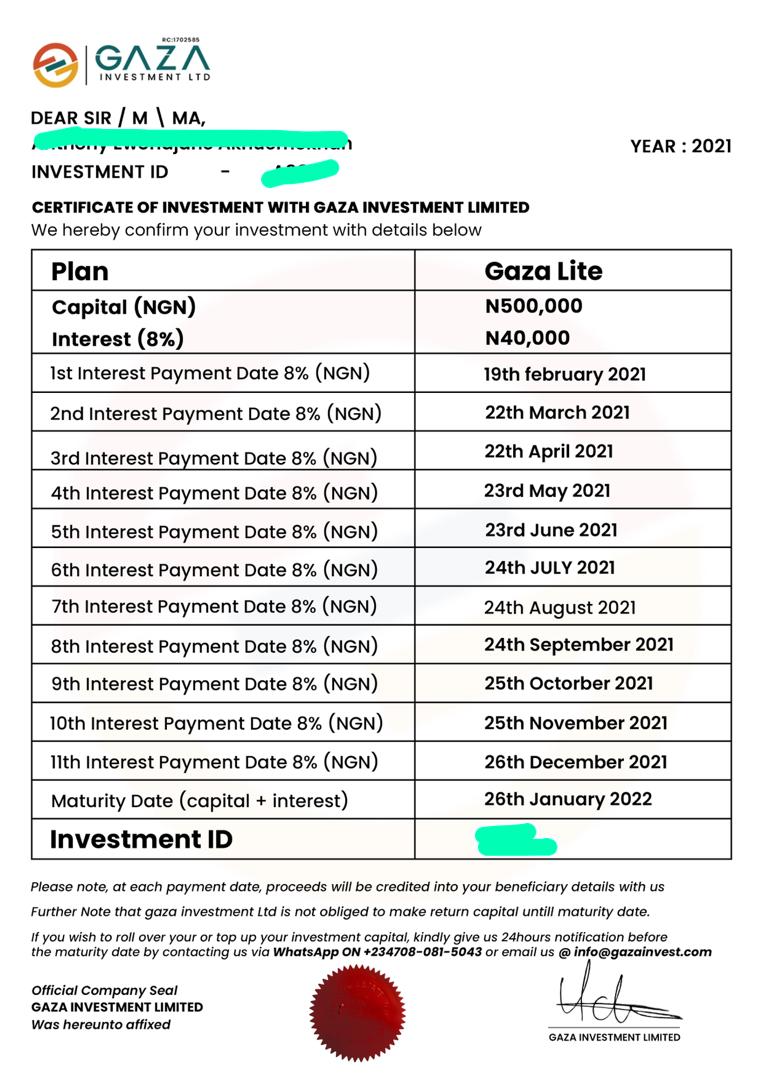 RC:1702585
GAZA
INVESTMENT LTD
DEAR SIR / M \ MA,
YEAR : 2021
INVESTMENT ID -
CERTIFICATE OF INVESTMENT WITH GAZA INVESTMENT LIMITED
We hereby confirm your investment with details below
Plan Gaza Lite
Capital (NGN) N500,000
Interest (8%) N40,000
1st Interest Payment Date 8% (NGN) 19th february 2021
2nd Interest Payment Date 8% (NGN) 22th March 2021
3rd Interest Payment Date 8% (NGN) 22th April 2021
4th Interest Payment Date 8% (NGN) 23rd May 2021
5th Interest Payment Date 8% (NGN) 23rd June 2021
6th Interest Payment Date 8% (NGN) 24th JULY 2021
7th Interest Payment Date 8% (NGN) 24th August 2021
8th Interest Payment Date 8% (NGN) 24th September 2021
9th Interest Payment Date 8% (NGN) 25th Octorber 2021
10th Interest Payment Date 8% (NGN) 25th November 2021
11th Interest Payment Date 8% (NGN) 26th December 2021
Maturity Date (capital + interest) 26th January 2022
Investment ID
Please note, at each payment date, proceeds will be credited into your beneficiary details with us
Further Note that gaza investment Ltd is not obliged to make return capital untill maturity date.
If you wish to roll over your or top up your investment capital, kindly give us 24hours notification before
the maturity date by contacting us via WhatsApp ON +234708-081-5043 or email us @ info@gazainvest.com
Official Company Seal
GAZA INVESTMENT LIMITED
Was hereunto affixed
GAZA INVESTMENT LIMITED